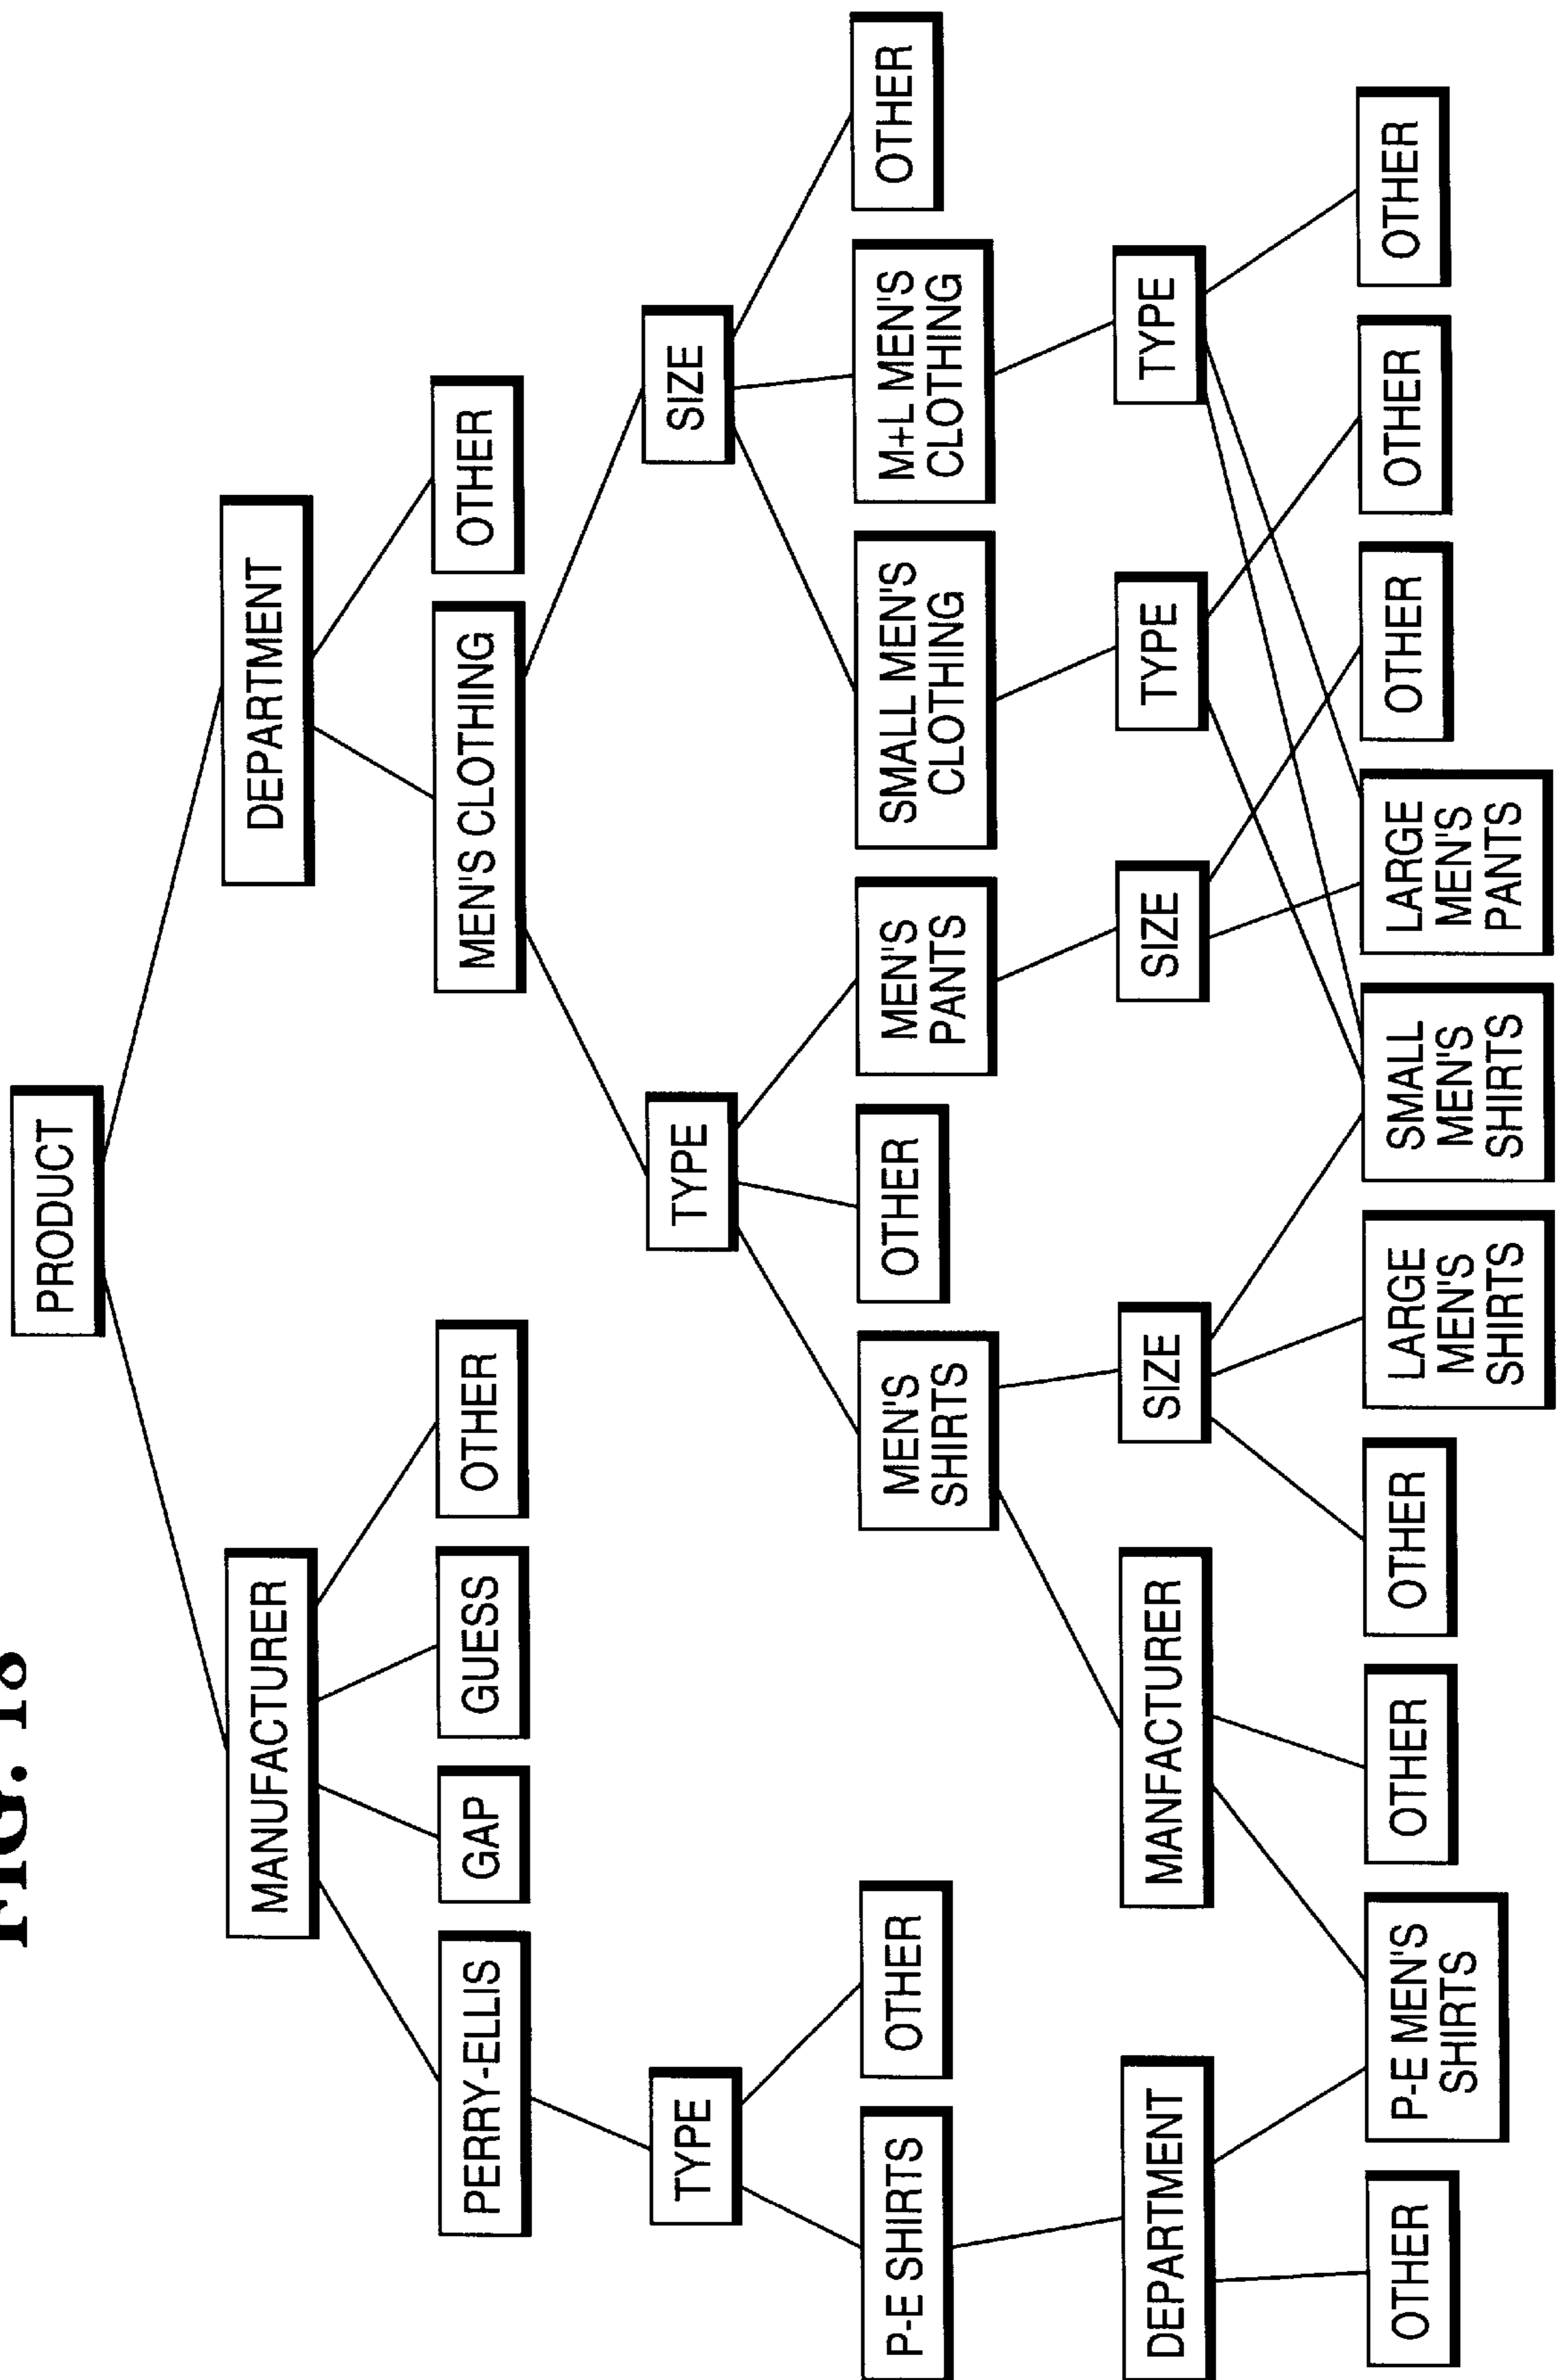 FIG. 18
PRODUCT
MANUFACTURER
DEPARTMENT
PERRY-ELLIS
GAP
GUESS
OTHER
MEN'S CLOTHING
OTHER
TYPE
TYPE
SIZE
P-E SHIRTS
OTHER
MEN'S
SHIRTS
OTHER
MEN'S
PANTS
SMALL MEN'S
CLOTHING
M+L MEN'S
CLOTHING
OTHER
DEPARTMENT
MANFACTURER
SIZE
SIZE
TYPE
TYPE
OTHER
P-E MEN'S
SHIRTS
OTHER
OTHER
LARGE
MEN'S
SHIRTS
SMALL
MEN'S
SHIRTS
LARGE
MEN'S
PANTS
OTHER
OTHER
OTHER